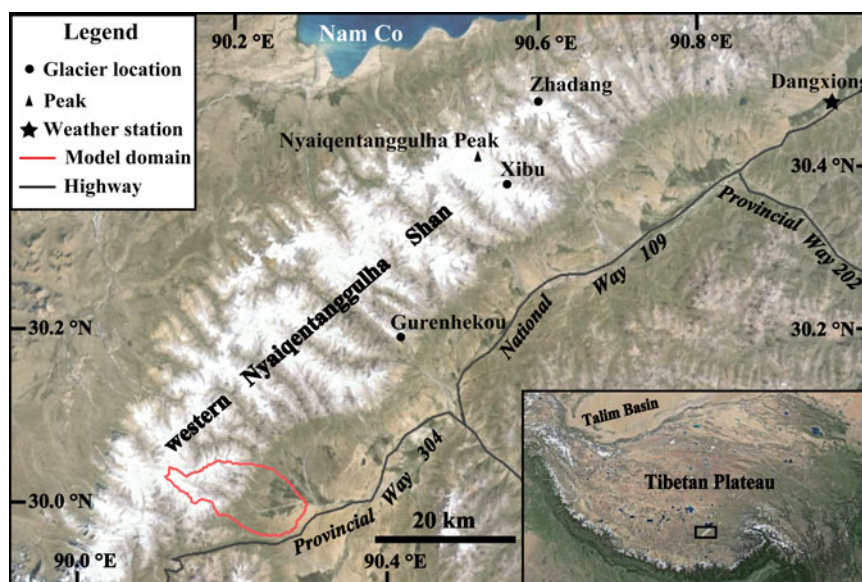 Legend
Glacier location
Peak
Weather station
Model domain
Highway
90.2 °E
Nam Co
90.6 °E
90.8 °E
Zhadang
Dangxiong
Nyaiqentanggulha Peak
30.4 °N
Xibu
Provincial Way 202
western Nyaiqentanggulha Shan
National Way 109
30.2 °N
Gurenhekou
30.2 °N
Talim Basin
Tibetan Plateau
30.0 °N
Provincial Way 304
20 km
90.0 °E
90.4 °E